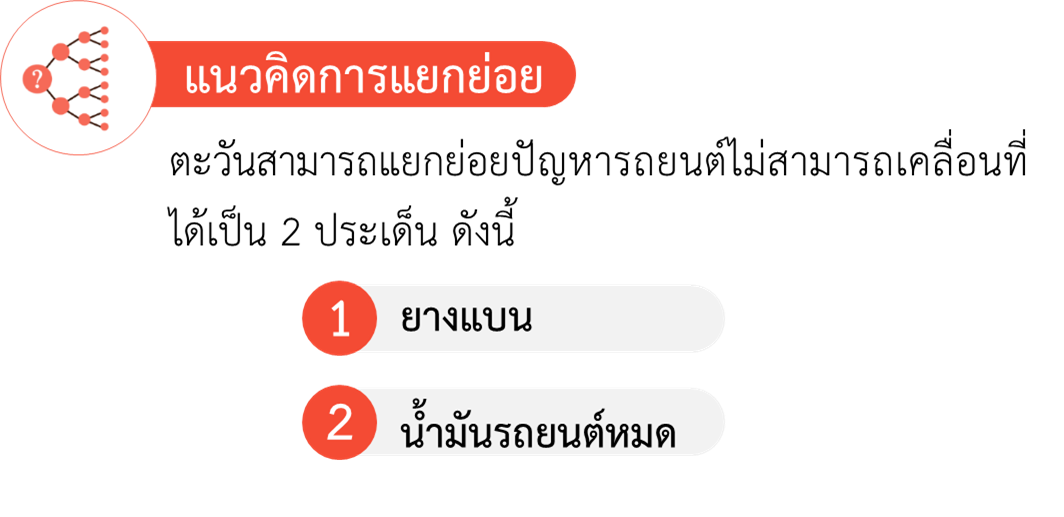 ?
แนวคิดการแยกย่อย
ตะวันสามารถแยกย่อยปัญหารถยนต์ไม่สามารถเคลื่อนที่
ได้เป็น 2 ประเด็น ดังนี้
1 ยางแบน
2 น้ำมันรถยนต์หมด